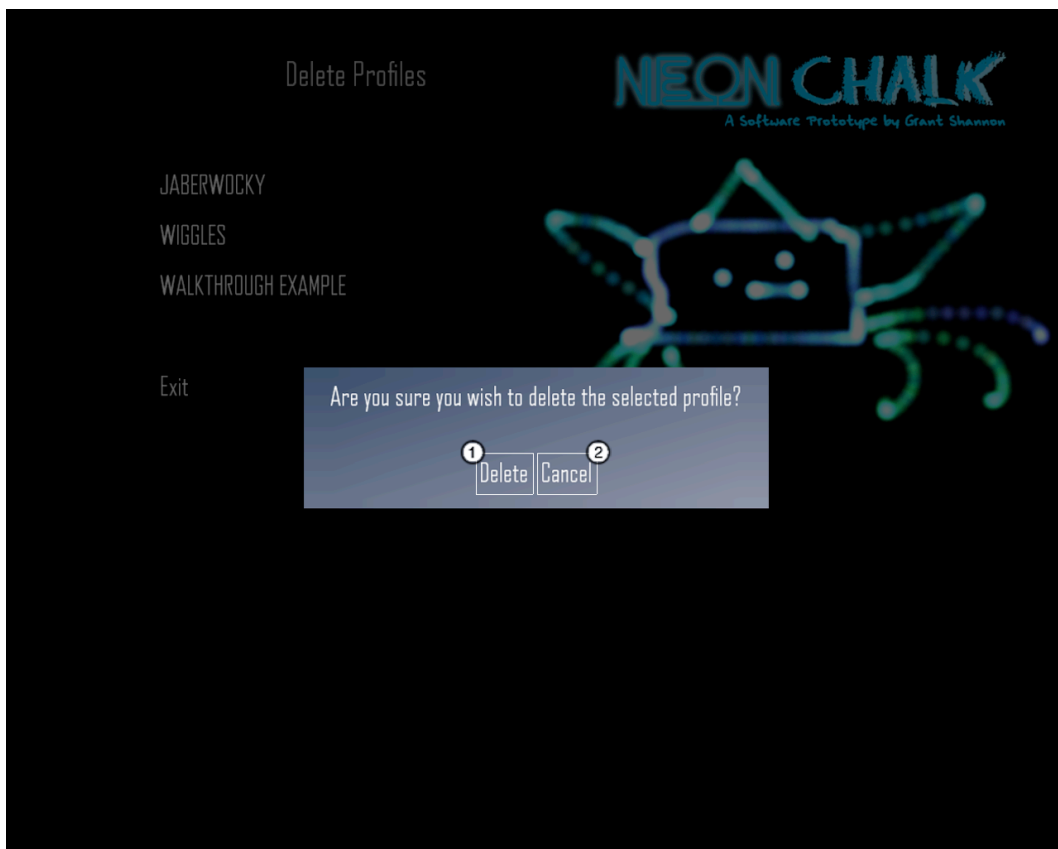 Delete Profiles
NEON CHALK
A Software Prototype by Grant Shannon
JABERWOCKY
WIGGLES
WALKTHROUGH EXAMPLE
Exit
Are you sure you wish to delete the selected profile?
1 2
Delete Cancel